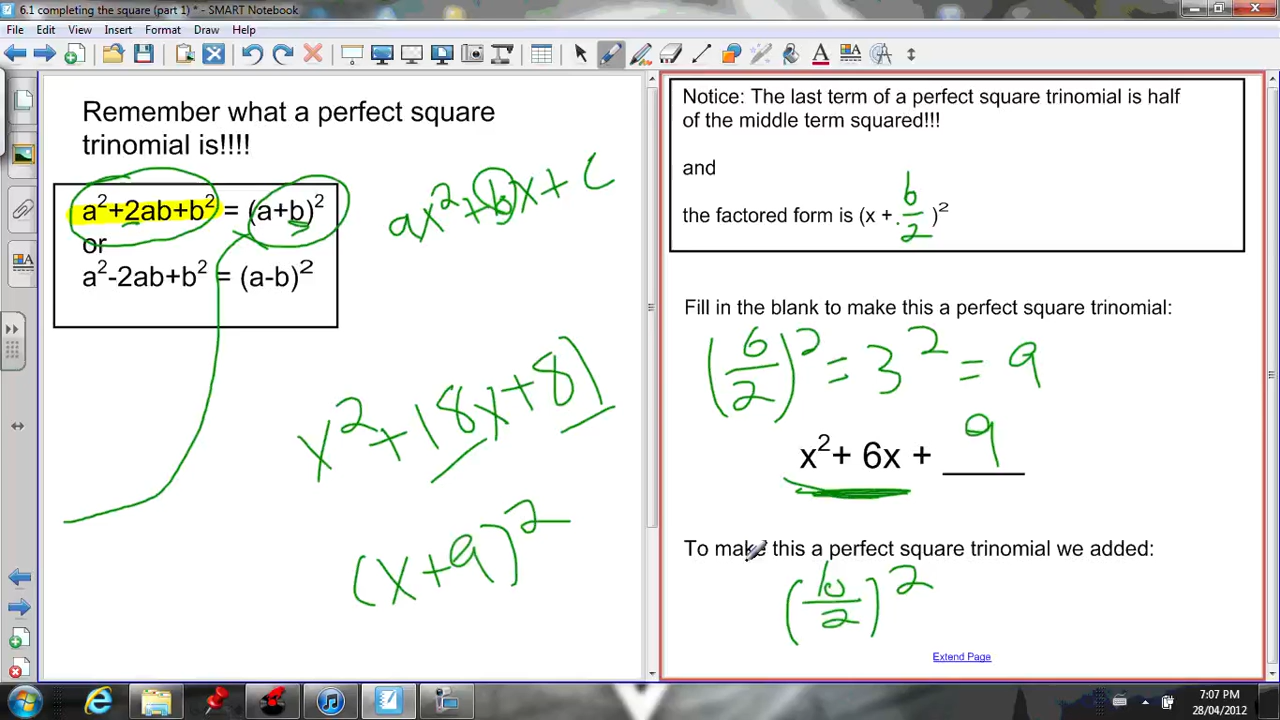 6.1 completing the square (part 1) * - SMART Notebook
File Edit View Insert Format Draw Help
Remember what a perfect square
trinomial is!!!!
a²+2ab+b² = (a+b)²
or
a²-2ab+b² = (a-b)²
ax²+bx+c
x²+18x+81
(x+9)²
Notice: The last term of a perfect square trinomial is half
of the middle term squared!!!
and
the factored form is (x + b/2 )²
Fill in the blank to make this a perfect square trinomial:
(6/2)² = 3² = 9
x²+ 6x + 9
To make this a perfect square trinomial we added:
(b/2)²
Extend Page
7:07 PM
28/04/2012